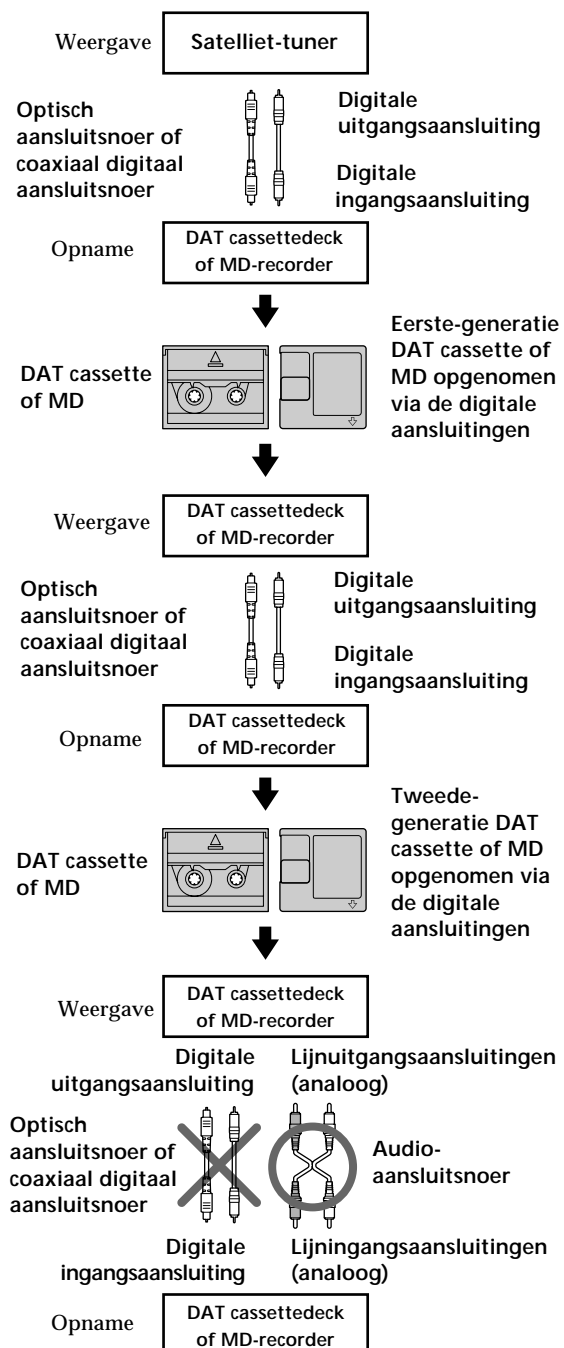 Weergave
Satelliet-tuner
Optisch
aansluitsnoer of
coaxiaal digitaal
aansluitsnoer
Digitale
uitgangsaansluiting
Digitale
ingangsaansluiting
Opname
DAT cassettedeck
of MD-recorder
DAT cassette
of MD
Eerste-generatie
DAT cassette of
MD opgenomen
via de digitale
aansluitingen
Weergave
DAT cassettedeck
of MD-recorder
Optisch
aansluitsnoer of
coaxiaal digitaal
aansluitsnoer
Digitale
uitgangsaansluiting
Digitale
ingangsaansluiting
Opname
DAT cassettedeck
of MD-recorder
DAT cassette
of MD
Tweede-
generatie DAT
cassette of MD
opgenomen via
de digitale
aansluitingen
Weergave
DAT cassettedeck
of MD-recorder
Digitale
uitgangsaansluiting
Lijnuitgangsaansluitingen
(analoog)
Optisch
aansluitsnoer of
coaxiaal digitaal
aansluitsnoer
Audio-
aansluitsnoer
Digitale
ingangsaansluiting
Lijningangsaansluitingen
(analoog)
Opname
DAT cassettedeck
of MD-recorder